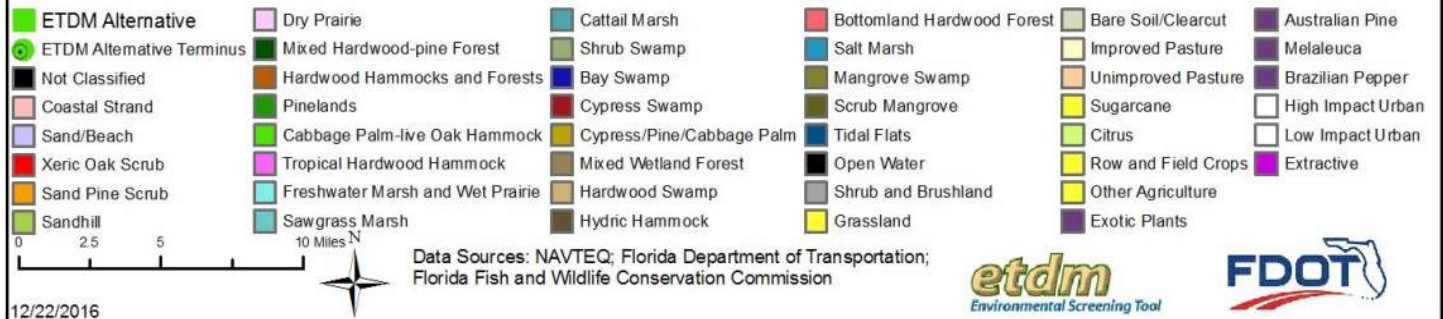 ETDM Alternative
ETDM Alternative Terminus
Not Classified
Coastal Strand
Sand/Beach
Xeric Oak Scrub
Sand Pine Scrub
Sandhill
Dry Prairie
Mixed Hardwood-pine Forest
Hardwood Hammocks and Forests
Pinelands
Cabbage Palm-live Oak Hammock
Tropical Hardwood Hammock
Freshwater Marsh and Wet Prairie
Sawgrass Marsh
Cattail Marsh
Shrub Swamp
Bay Swamp
Cypress Swamp
Cypress/Pine/Cabbage Palm
Mixed Wetland Forest
Hardwood Swamp
Hydric Hammock
Bottomland Hardwood Forest
Salt Marsh
Mangrove Swamp
Scrub Mangrove
Tidal Flats
Open Water
Shrub and Brushland
Grassland
Bare Soil/Clearcut
Improved Pasture
Unimproved Pasture
Sugarcane
Citrus
Row and Field Crops
Other Agriculture
Exotic Plants
Australian Pine
Melaleuca
Brazilian Pepper
High Impact Urban
Low Impact Urban
Extractive
0 2.5 5 10 Miles
N
12/22/2016
Data Sources: NAVTEQ; Florida Department of Transportation;
Florida Fish and Wildlife Conservation Commission
etdm
Environmental Screening Tool
FDOT